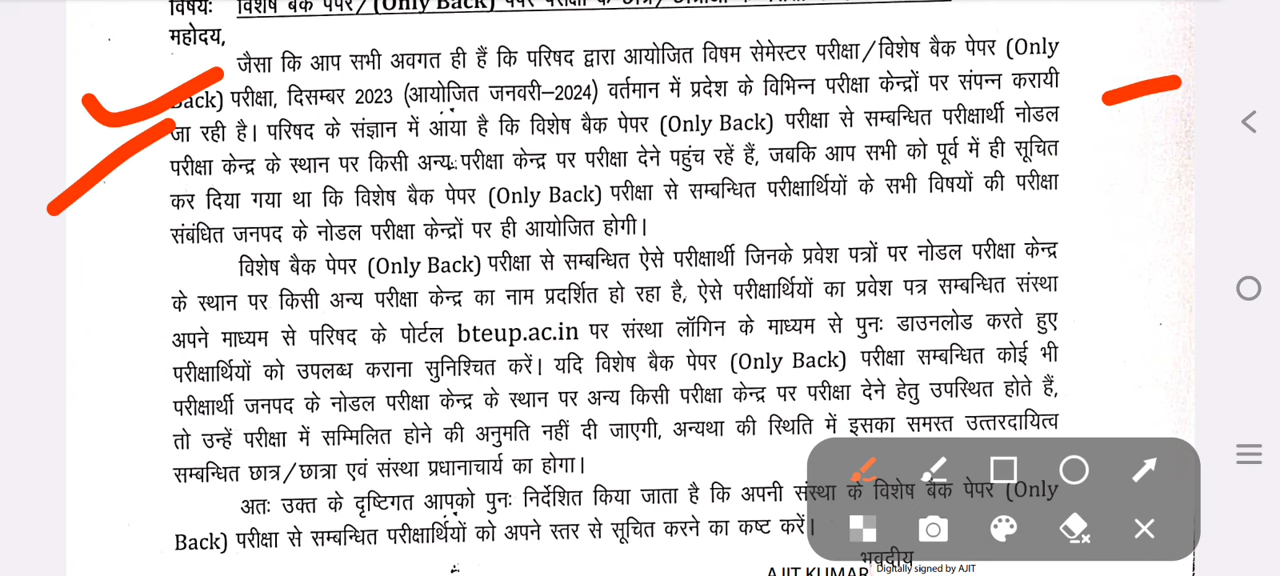 विषयः विशेष बैक पेपर/(Only Back) पेपर परीक्षा के छात्र/छात्राओं के
महोदय,
जैसा कि आप सभी अवगत ही हैं कि परिषद द्वारा आयोजित विषम सेमेस्टर परीक्षा/विशेष बैक पेपर (Only
Back) परीक्षा, दिसम्बर 2023 (आयोजित जनवरी–2024) वर्तमान में प्रदेश के विभिन्न परीक्षा केन्द्रों पर संपन्न करायी
जा रही है। परिषद के संज्ञान में आया है कि विशेष बैक पेपर (Only Back) परीक्षा से सम्बन्धित परीक्षार्थी नोडल
परीक्षा केन्द्र के स्थान पर किसी अन्य परीक्षा केन्द्र पर परीक्षा देने पहुंच रहें हैं, जबकि आप सभी को पूर्व में ही सूचित
कर दिया गया था कि विशेष बैक पेपर (Only Back) परीक्षा से सम्बन्धित परीक्षार्थियों के सभी विषयों की परीक्षा
संबंधित जनपद के नोडल परीक्षा केन्द्रों पर ही आयोजित होगी।
विशेष बैक पेपर (Only Back) परीक्षा से सम्बन्धित ऐसे परीक्षार्थी जिनके प्रवेश पत्रों पर नोडल परीक्षा केन्द्र
के स्थान पर किसी अन्य परीक्षा केन्द्र का नाम प्रदर्शित हो रहा है, ऐसे परीक्षार्थियों का प्रवेश पत्र सम्बन्धित संस्था
अपने माध्यम से परिषद के पोर्टल bteup.ac.in पर संस्था लॉगिन के माध्यम से पुनः डाउनलोड करते हुए
परीक्षार्थियों को उपलब्ध कराना सुनिश्चित करें। यदि विशेष बैक पेपर (Only Back) परीक्षा सम्बन्धित कोई भी
परीक्षार्थी जनपद के नोडल परीक्षा केन्द्र के स्थान पर अन्य किसी परीक्षा केन्द्र पर परीक्षा देने हेतु उपस्थित होते हैं,
तो उन्हें परीक्षा में सम्मिलित होने की अनुमति नहीं दी जाएगी, अन्यथा की स्थिति में इसका समस्त उत्तरदायित्व
सम्बन्धित छात्र/छात्रा एवं संस्था प्रधानाचार्य का होगा।
अतः उक्त के दृष्टिगत आपको पुनः निर्देशित किया जाता है कि अपनी संस्था के विशेष बैक पेपर (Only
Back) परीक्षा से सम्बन्धित परीक्षार्थियों को अपने स्तर से सूचित करने का कष्ट करें।
भवदीय
AJIT KUMAR Digitally signed by AJIT